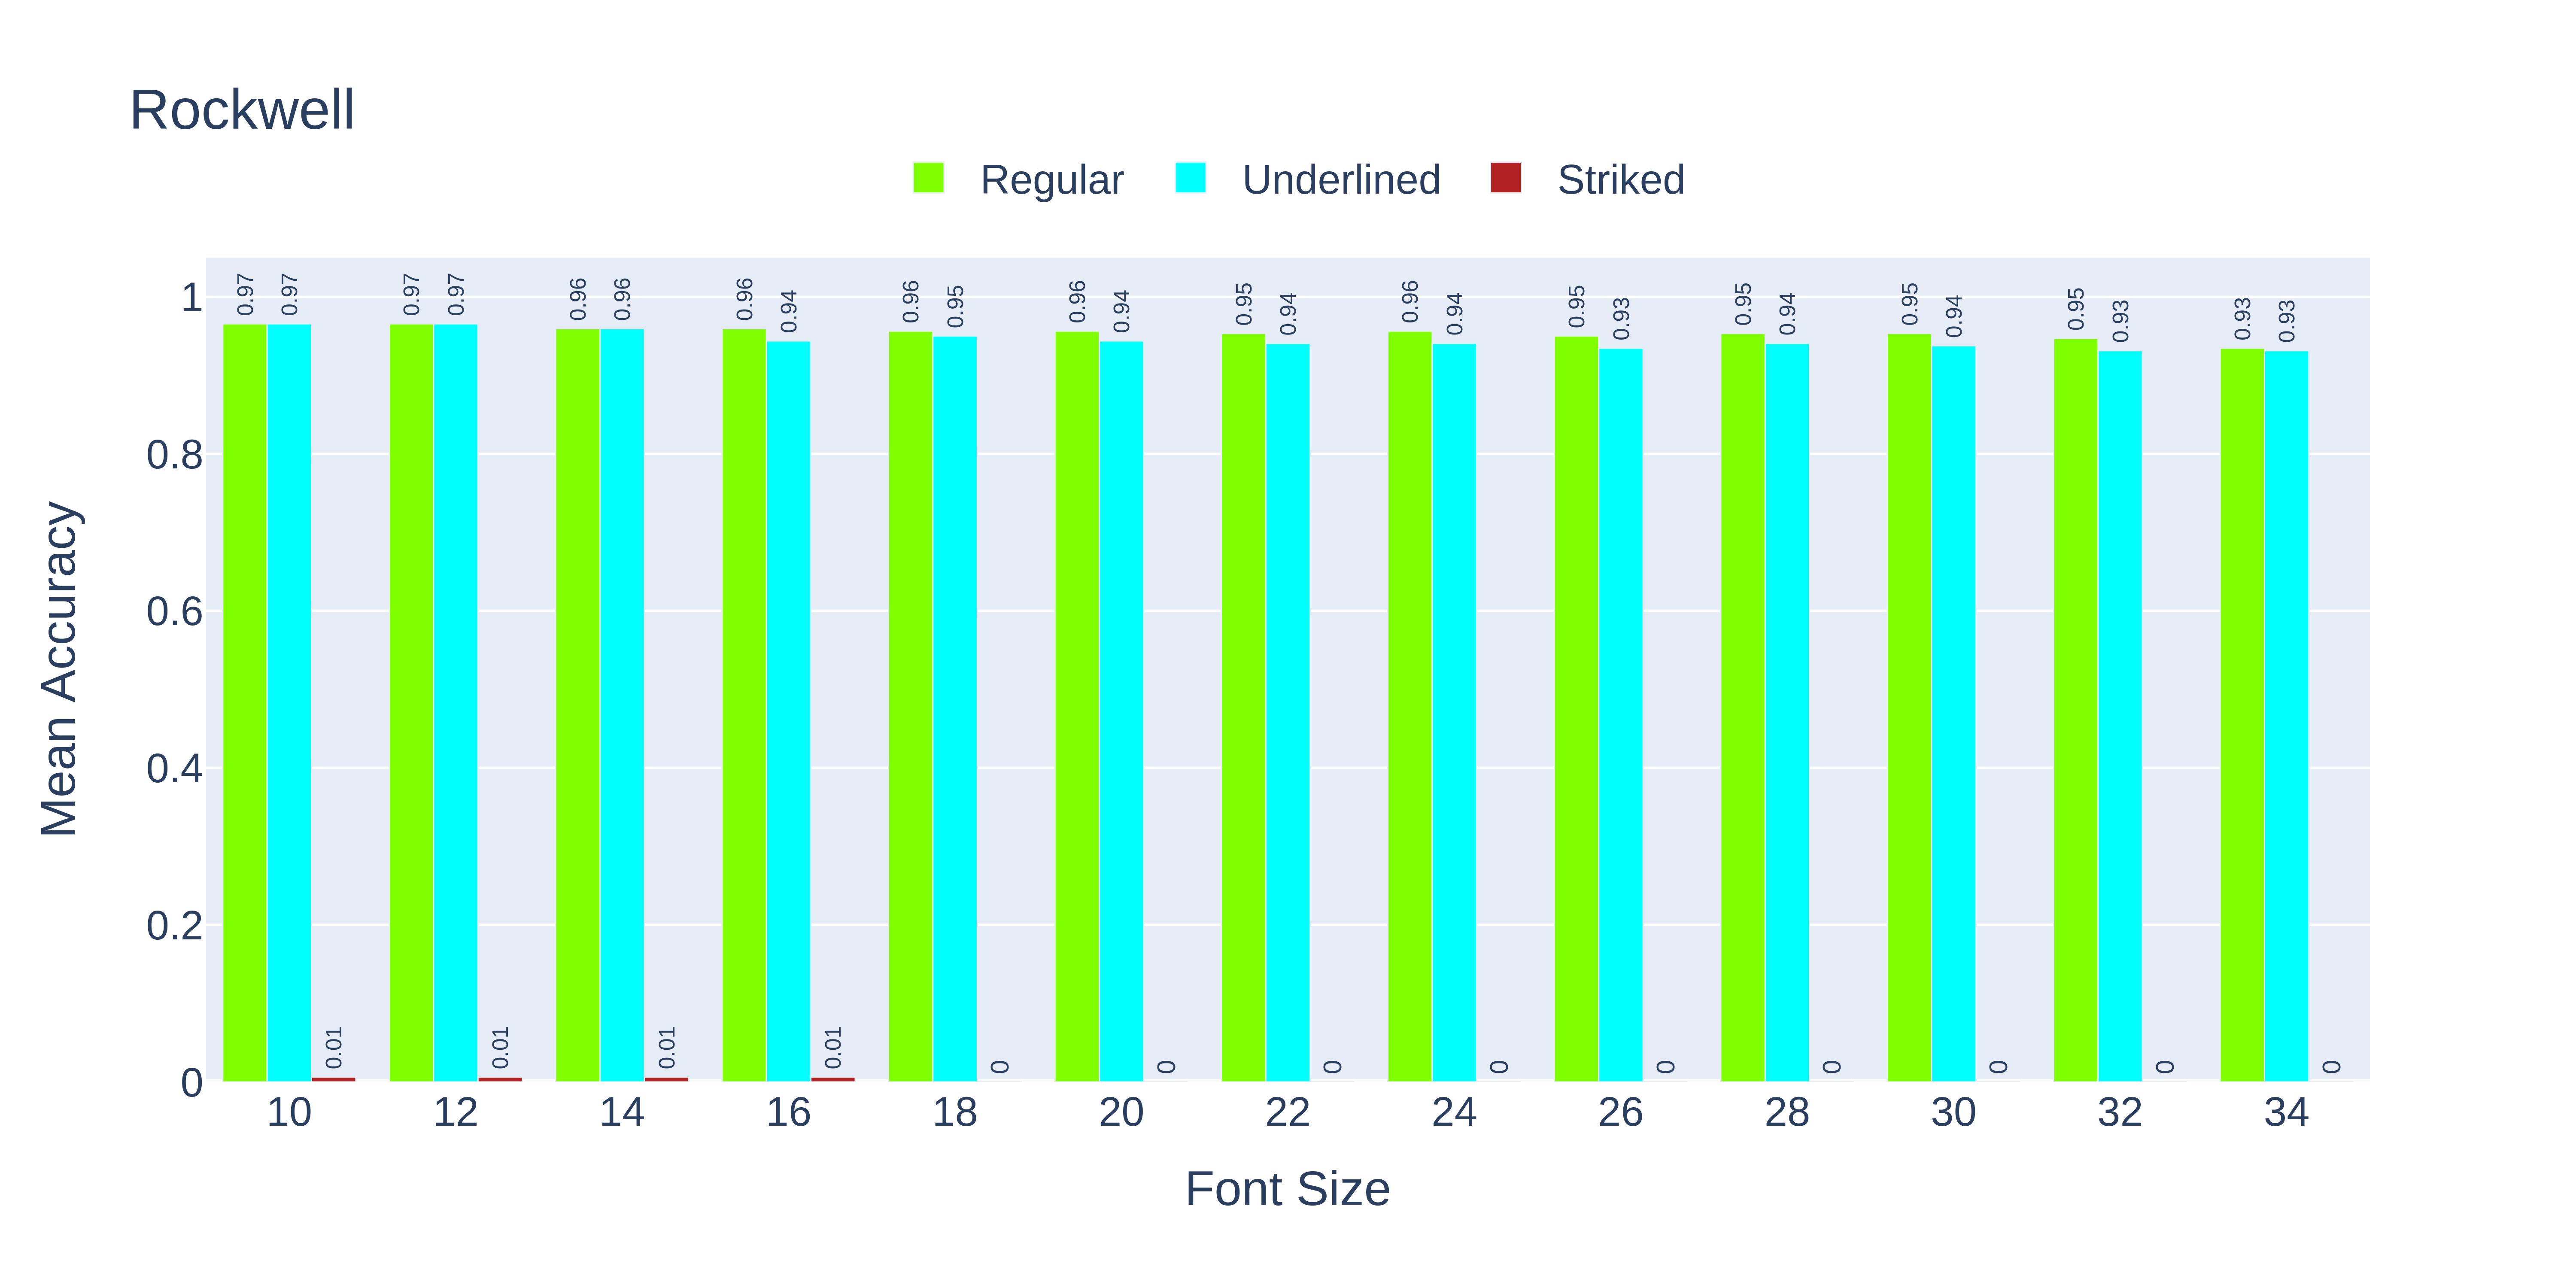 Rockwell
Regular Underlined Striked
0.97 0.97 0.97 0.97 0.96 0.96 0.96 0.94 0.96 0.95 0.96 0.94 0.95 0.94 0.96 0.94 0.95 0.93 0.95 0.94 0.95 0.94 0.95 0.93 0.93 0.93
1
0.8
0.6
0.4
0.2
0
0.01 0.01 0.01 0.01 0 0 0 0 0 0 0 0 0
10 12 14 16 18 20 22 24 26 28 30 32 34
Mean Accuracy
Font Size